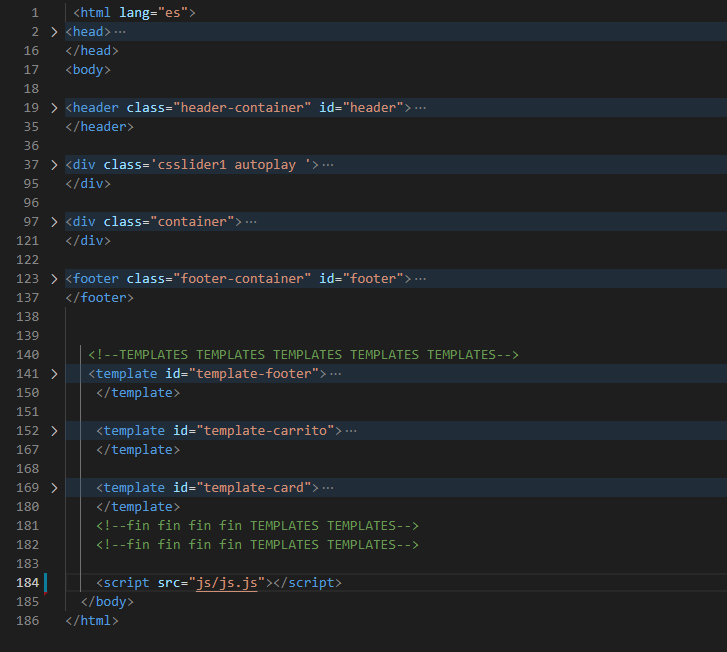 1 <html lang="es">
2 <head>···
16 </head>
17 <body>
18
19 <header class="header-container" id="header">···
35 </header>
36
37 <div class='csslider1 autoplay '>···
95 </div>
96
97 <div class="container">···
121 </div>
122
123 <footer class="footer-container" id="footer">···
137 </footer>
138
139
140 <!--TEMPLATES TEMPLATES TEMPLATES TEMPLATES TEMPLATES-->
141 <template id="template-footer">···
150 </template>
151
152 <template id="template-carrito">···
167 </template>
168
169 <template id="template-card">···
180 </template>
181 <!--fin fin fin fin TEMPLATES TEMPLATES-->
182 <!--fin fin fin fin TEMPLATES TEMPLATES-->
183
184 <script src="js/js.js"></script>
185 </body>
186 </html>